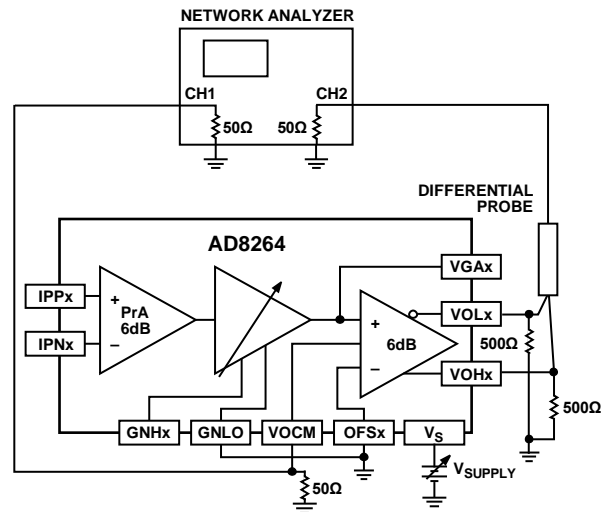 NETWORK ANALYZER
CH1
CH2
50Ω
50Ω
DIFFERENTIAL
PROBE
AD8264
VGAx
IPPx
+
PrA
6dB
–
IPNx
+
6dB
–
VOLx
500Ω
VOHx
500Ω
GNHx
GNLO
VOCM
OFSx
VS
50Ω
VSUPPLY